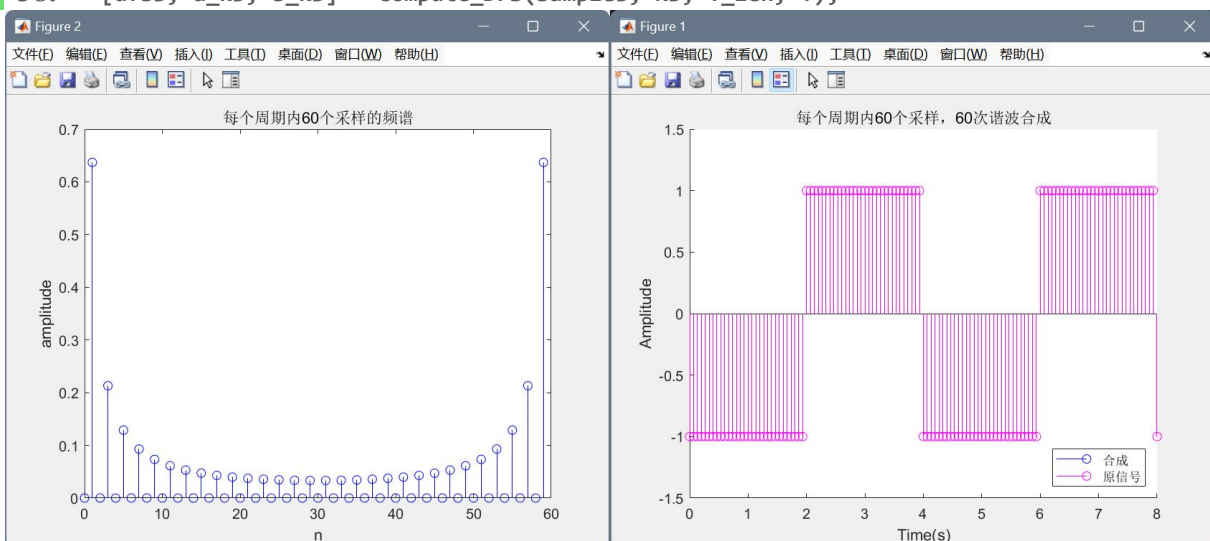 Figure 2
文件(F) 编辑(E) 查看(V) 插入(I) 工具(T) 桌面(D) 窗口(W) 帮助(H)
每个周期内60个采样的频谱
0.7
0.6
0.5
0.4
0.3
0.2
0.1
0
amplitude
0 10 20 30 40 50 60
n
Figure 1
文件(F) 编辑(E) 查看(V) 插入(I) 工具(T) 桌面(D) 窗口(W) 帮助(H)
每个周期内60个采样，60次谐波合成
1.5
1
0.5
0
-0.5
-1
-1.5
Amplitude
合成
原信号
0 1 2 3 4 5 6 7 8
Time(s)